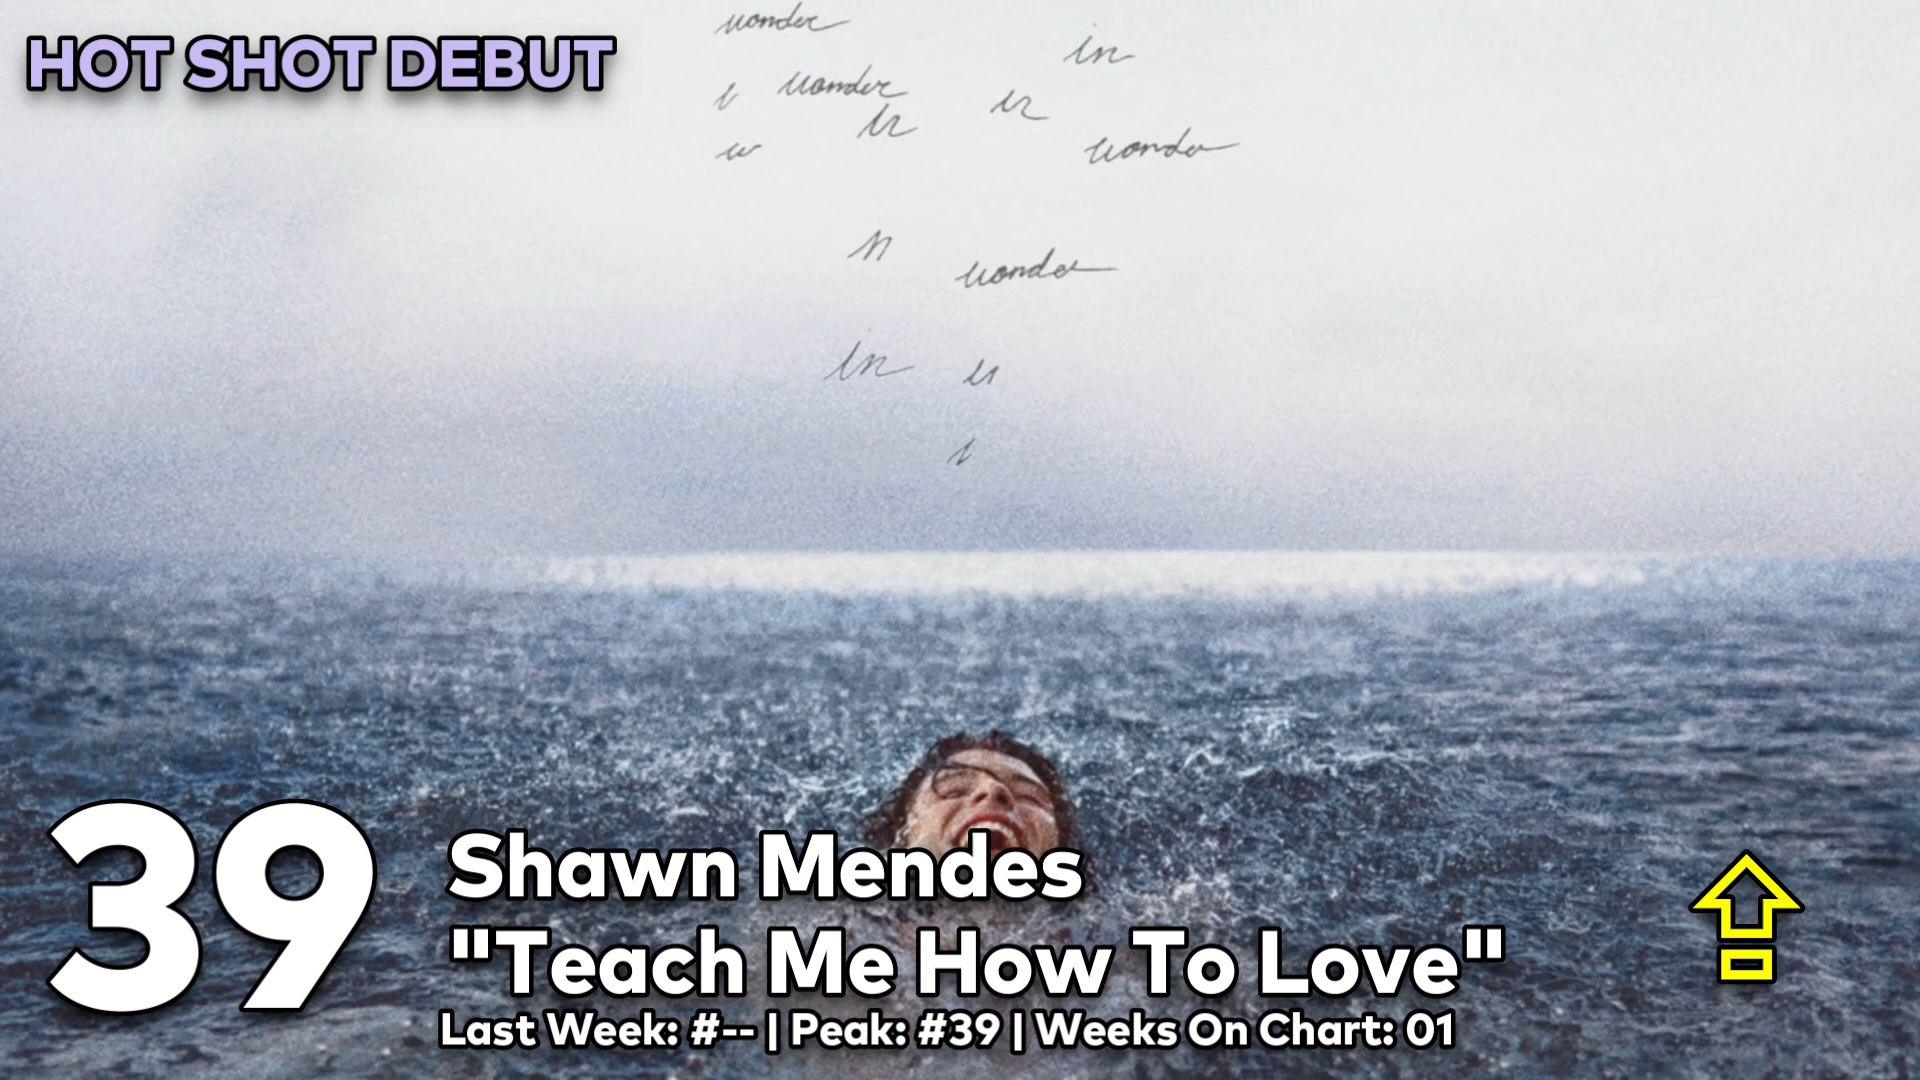 HOT SHOT DEBUT
wonder
in
wonder
wonder
wonder
in
39
Shawn Mendes
"Teach Me How To Love"
Last Week: #-- | Peak: #39 | Weeks On Chart: 01